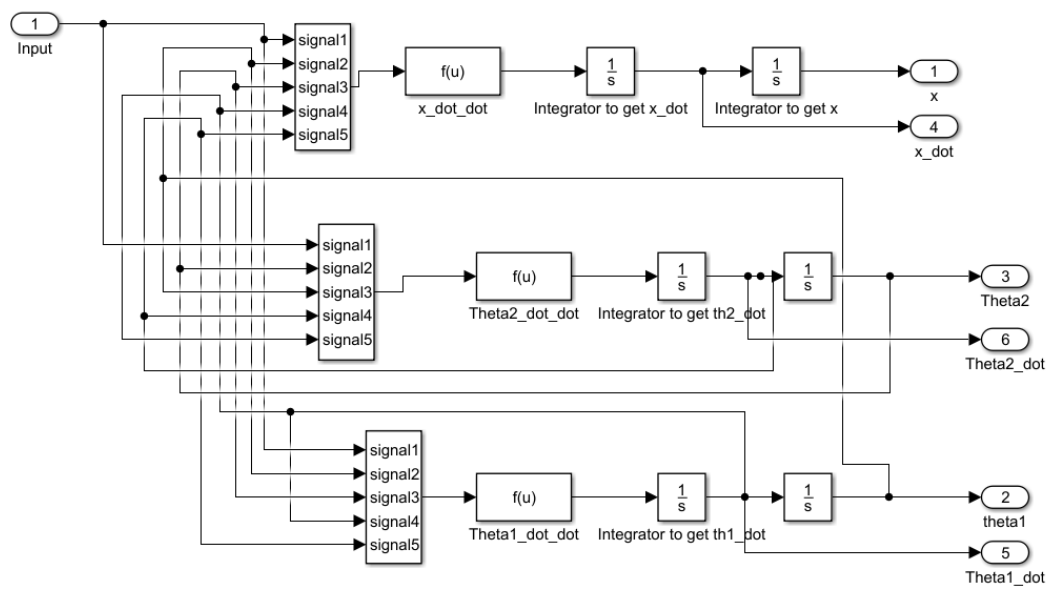 1
Input
signal1
signal2
signal3
signal4
signal5
f(u)
x_dot_dot
1
s
Integrator to get x_dot
1
s
Integrator to get x
1
x
4
x_dot
signal1
signal2
signal3
signal4
signal5
f(u)
Theta2_dot_dot
1
s
Integrator to get th2_dot
1
s
3
Theta2
6
Theta2_dot
signal1
signal2
signal3
signal4
signal5
f(u)
Theta1_dot_dot
1
s
Integrator to get th1_dot
1
s
2
theta1
5
Theta1_dot